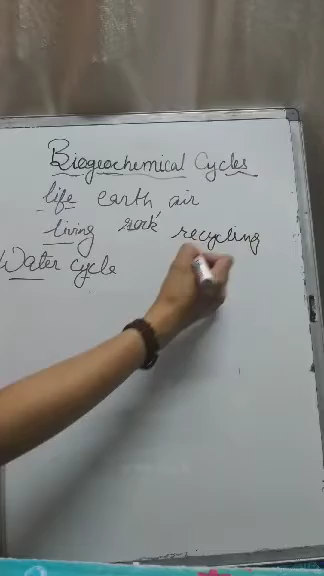 Biogeochemical Cycles
life earth air
living rock recycling
Water cycle